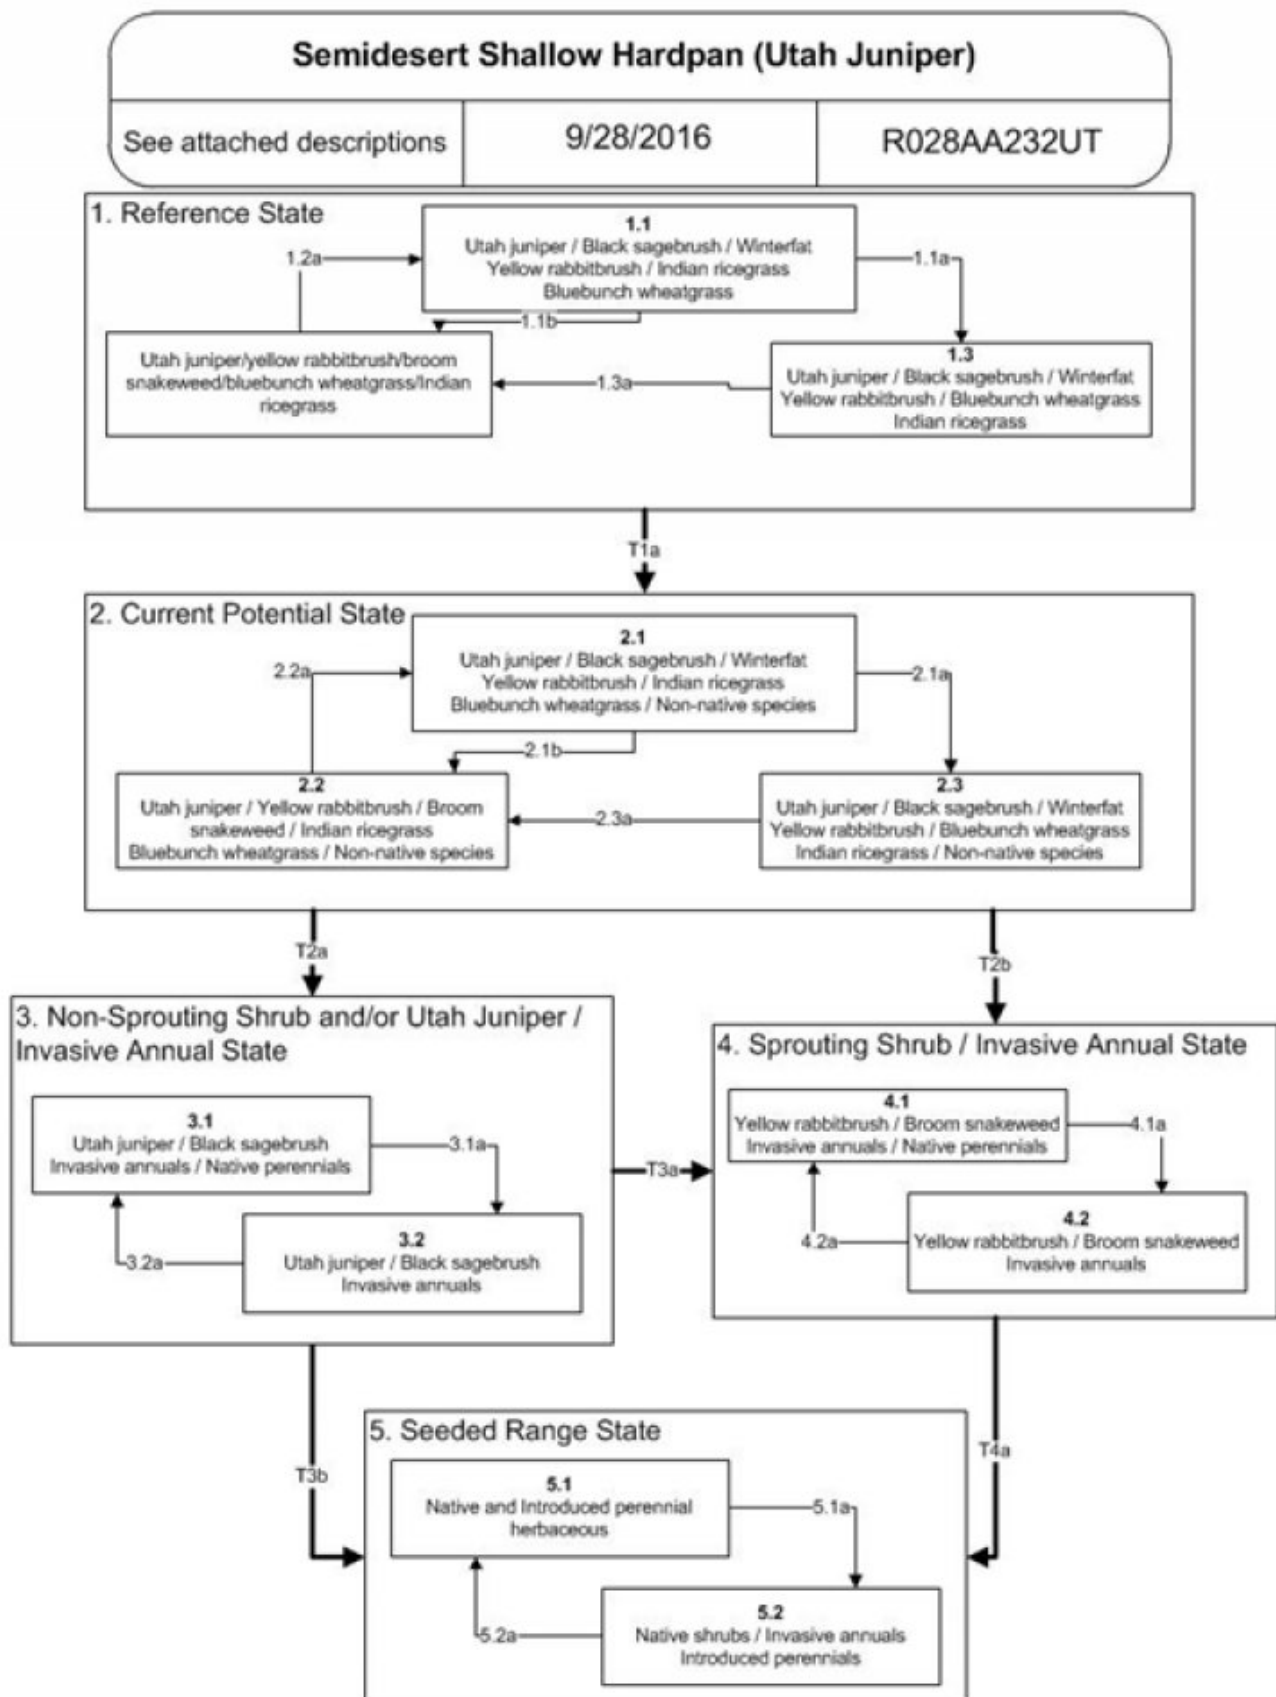 Semidesert Shallow Hardpan (Utah Juniper)
See attached descriptions
9/28/2016
R028AA232UT
1. Reference State
1.1
Utah juniper / Black sagebrush / Winterfat
Yellow rabbitbrush / Indian ricegrass
Bluebunch wheatgrass
1.2a
1.1a
1.1b
Utah juniper/yellow rabbitbrush/broom
snakeweed/bluebunch wheatgrass/Indian
ricegrass
1.3a
1.3
Utah juniper / Black sagebrush / Winterfat
Yellow rabbitbrush / Bluebunch wheatgrass
Indian ricegrass
T1a
2. Current Potential State
2.1
Utah juniper / Black sagebrush / Winterfat
Yellow rabbitbrush / Indian ricegrass
Bluebunch wheatgrass / Non-native species
2.2a
2.1a
2.1b
2.2
Utah juniper / Yellow rabbitbrush / Broom
snakeweed / Indian ricegrass
Bluebunch wheatgrass / Non-native species
2.3a
2.3
Utah juniper / Black sagebrush / Winterfat
Yellow rabbitbrush / Bluebunch wheatgrass
Indian ricegrass / Non-native species
T2a
T2b
3. Non-Sprouting Shrub and/or Utah Juniper /
Invasive Annual State
3.1
Utah juniper / Black sagebrush
Invasive annuals / Native perennials
3.1a
3.2a
3.2
Utah juniper / Black sagebrush
Invasive annuals
T3a
4. Sprouting Shrub / Invasive Annual State
4.1
Yellow rabbitbrush / Broom snakeweed
Invasive annuals / Native perennials
4.1a
4.2a
4.2
Yellow rabbitbrush / Broom snakeweed
Invasive annuals
T3b
T4a
5. Seeded Range State
5.1
Native and Introduced perennial
herbaceous
5.1a
5.2a
5.2
Native shrubs / Invasive annuals
Introduced perennials